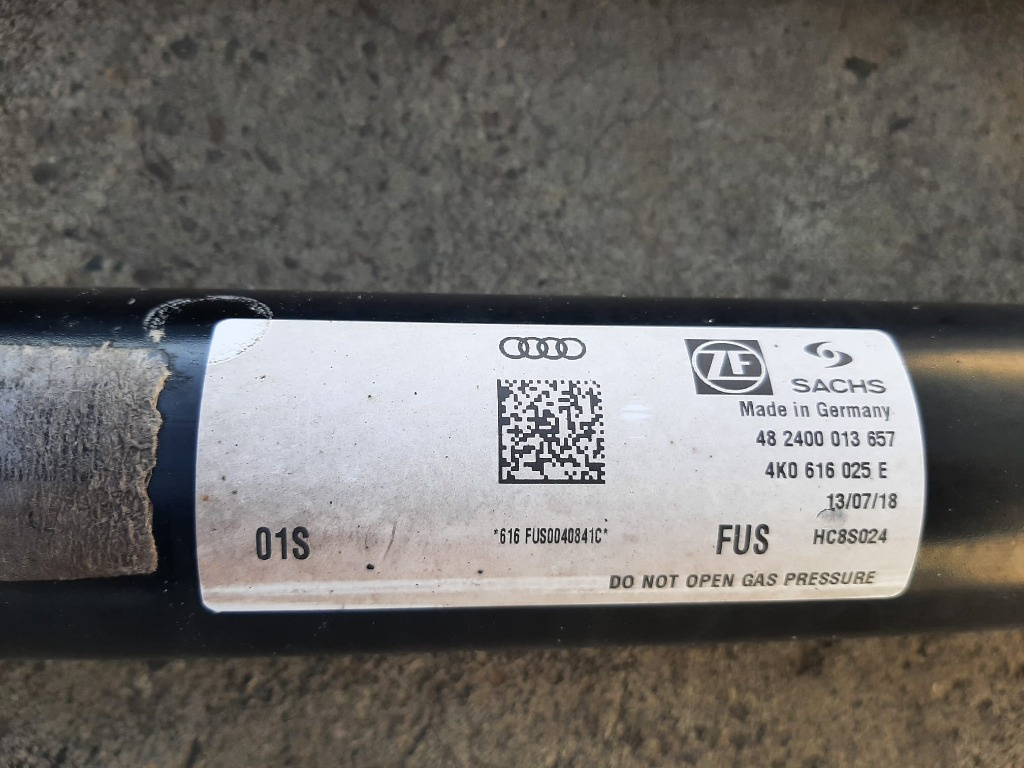 ZF
SACHS
Made in Germany
48 2400 013 657
4K0 616 025 E
13/07/18
01S
*616 FUS0040841C*
FUS
HC8S024
DO NOT OPEN GAS PRESSURE